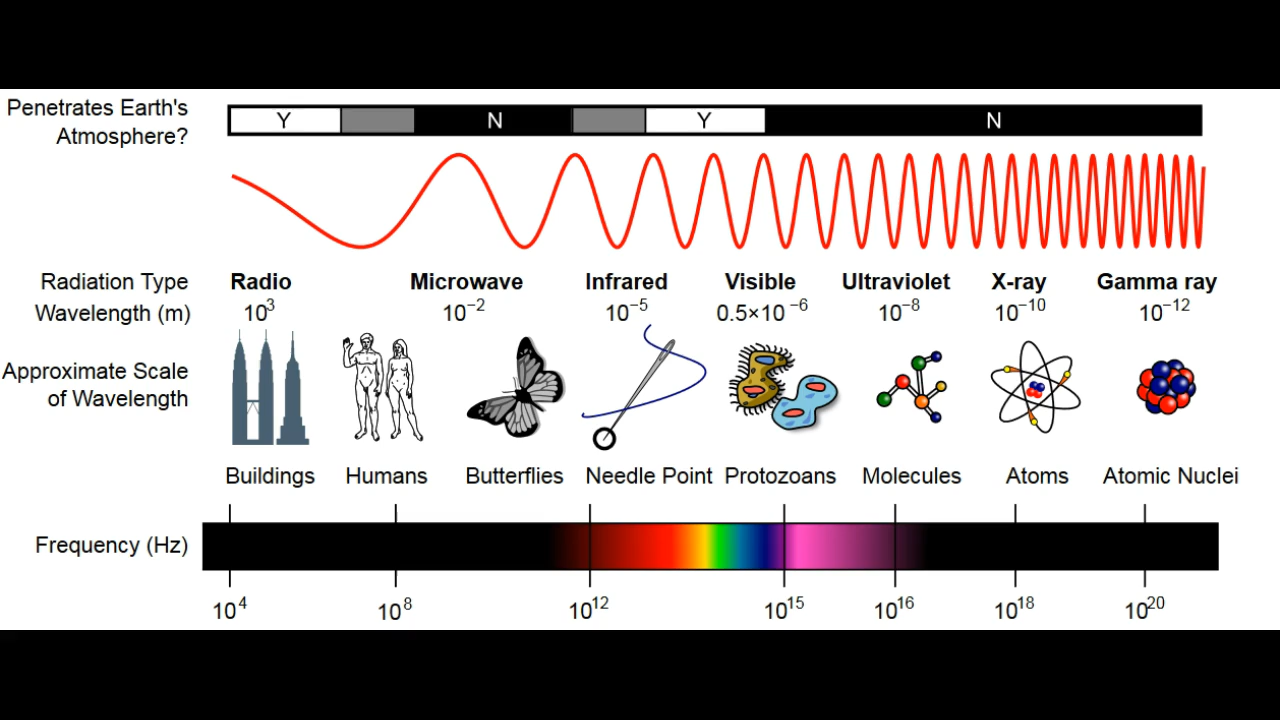 Penetrates Earth's
Atmosphere?
Y N Y N
Radiation Type
Radio Microwave Infrared Visible Ultraviolet X-ray Gamma ray
Wavelength (m)
10³ 10⁻² 10⁻⁵ 0.5×10⁻⁶ 10⁻⁸ 10⁻¹⁰ 10⁻¹²
Approximate Scale
of Wavelength
Buildings Humans Butterflies Needle Point Protozoans Molecules Atoms Atomic Nuclei
Frequency (Hz)
10⁴ 10⁸ 10¹² 10¹⁵ 10¹⁶ 10¹⁸ 10²⁰